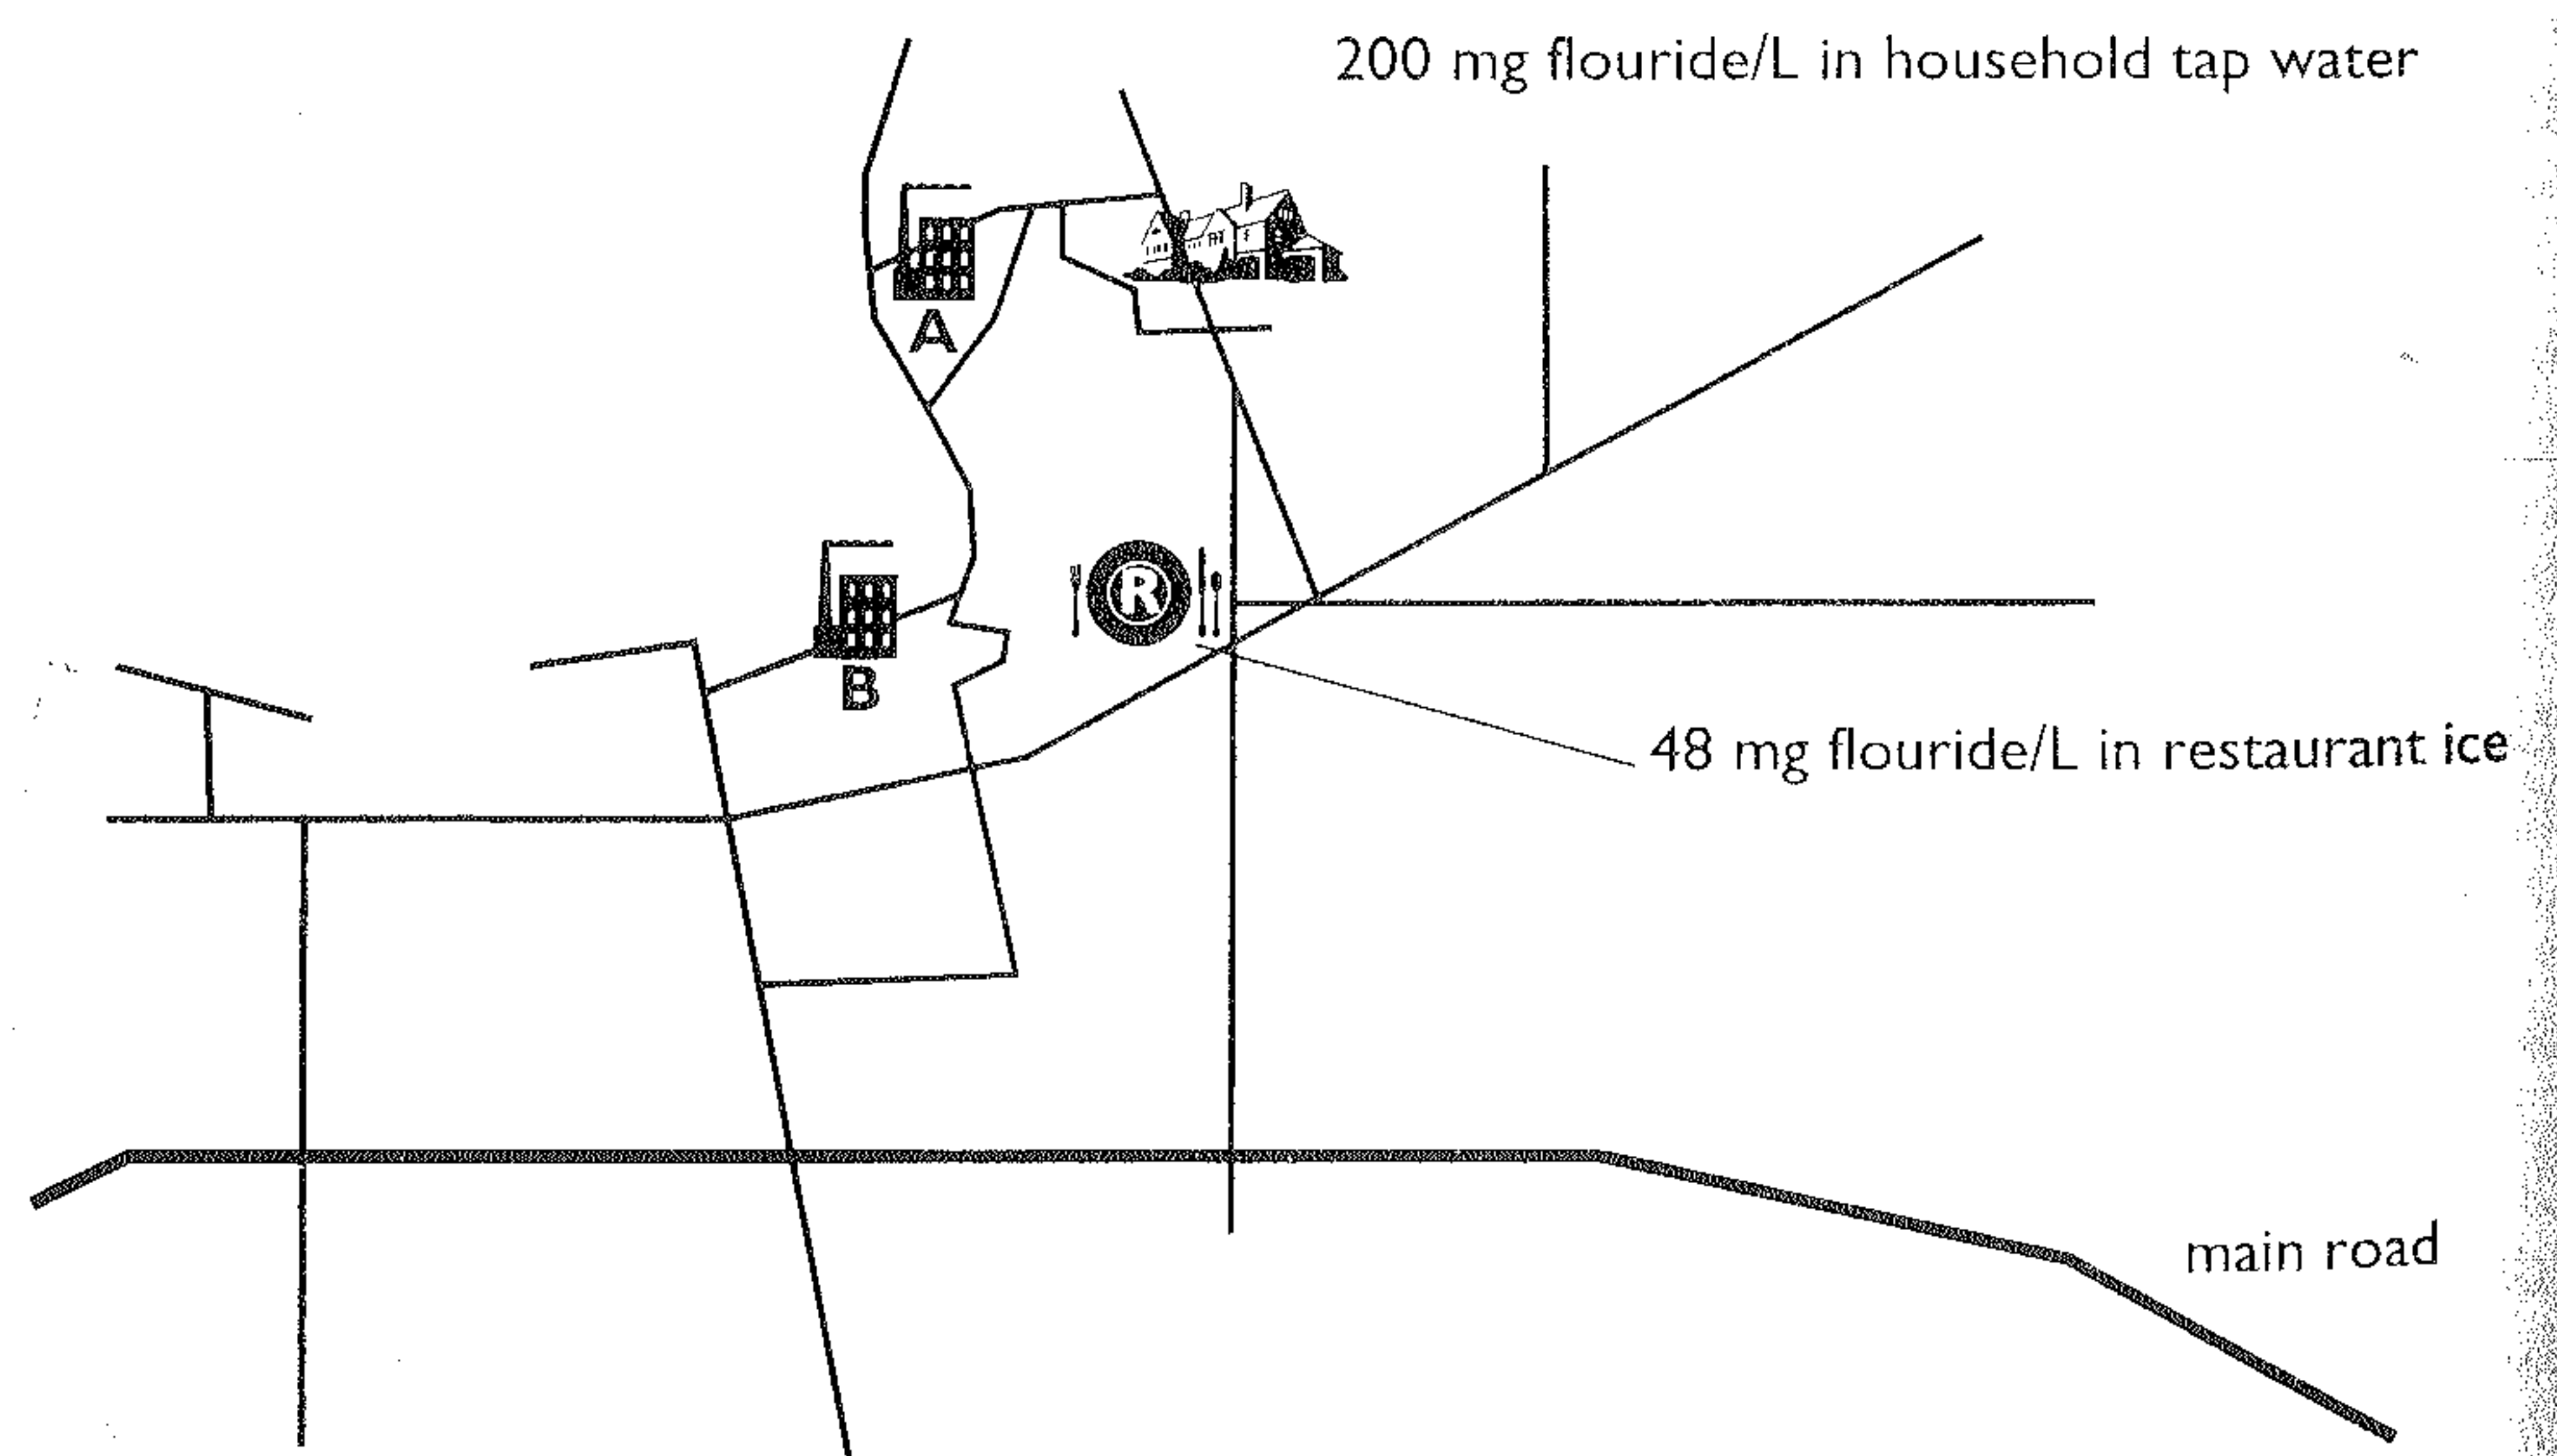 200 mg flouride/L in household tap water
A
R
B
48 mg flouride/L in restaurant ice
main road